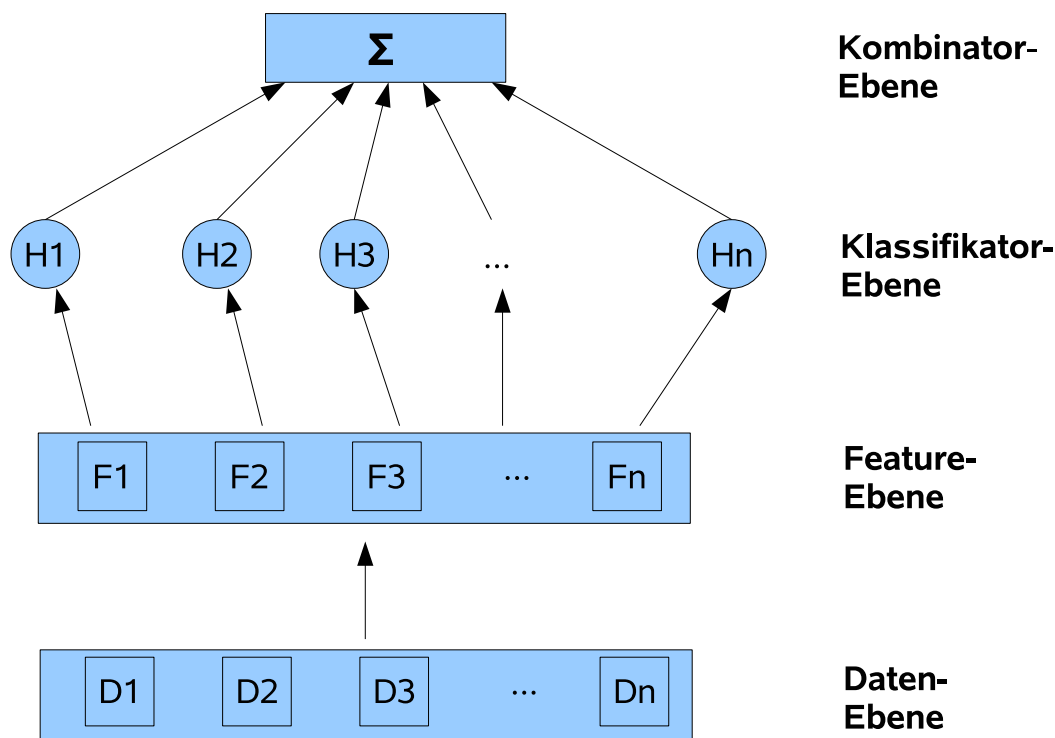 Σ
Kombinator-
Ebene
H1 H2 H3 ... Hn
Klassifikator-
Ebene
F1 F2 F3 ... Fn
Feature-
Ebene
D1 D2 D3 ... Dn
Daten-
Ebene